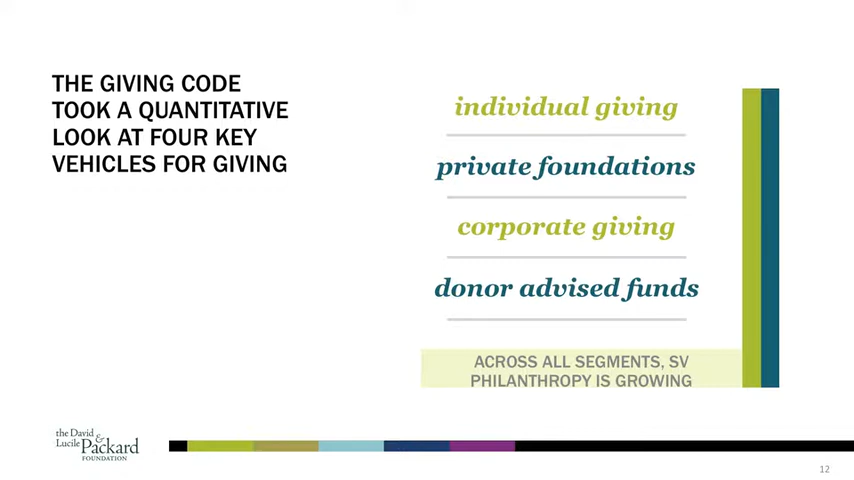 THE GIVING CODE
TOOK A QUANTITATIVE
LOOK AT FOUR KEY
VEHICLES FOR GIVING
individual giving
private foundations
corporate giving
donor advised funds
ACROSS ALL SEGMENTS, SV
PHILANTHROPY IS GROWING
the David &
Lucile Packard
FOUNDATION
12